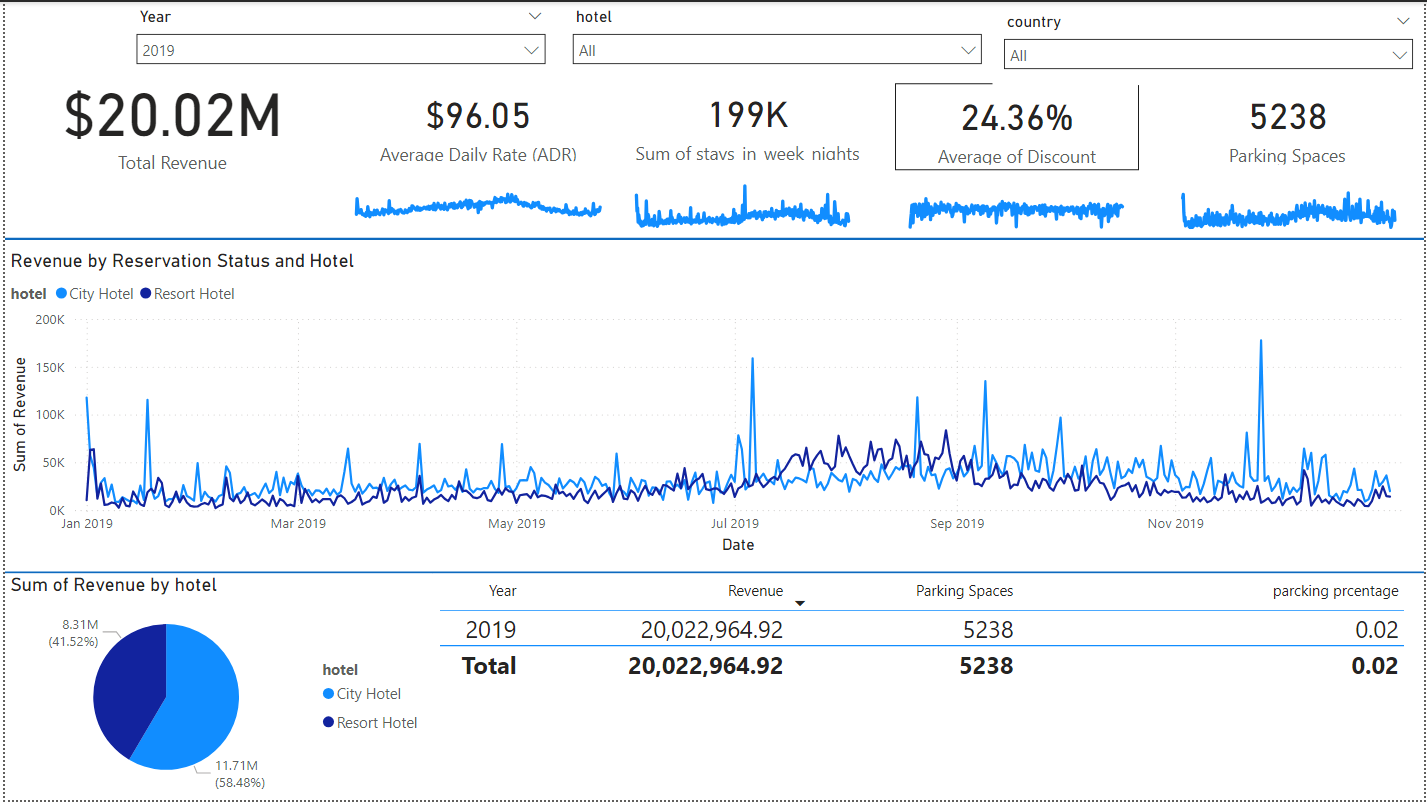 Year
2019
hotel
All
country
All
$20.02M
Total Revenue
$96.05
Average Daily Rate (ADR)
199K
Sum of stays in week nights
24.36%
Average of Discount
5238
Parking Spaces
Revenue by Reservation Status and Hotel
hotel City Hotel Resort Hotel
Sum of Revenue
200K
150K
100K
50K
0K
Jan 2019 Mar 2019 May 2019 Jul 2019 Sep 2019 Nov 2019
Date
Sum of Revenue by hotel
8.31M
(41.52%)
11.71M
(58.48%)
hotel
City Hotel
Resort Hotel
Year Revenue Parking Spaces parcking prcentage
2019 20,022,964.92 5238 0.02
Total 20,022,964.92 5238 0.02